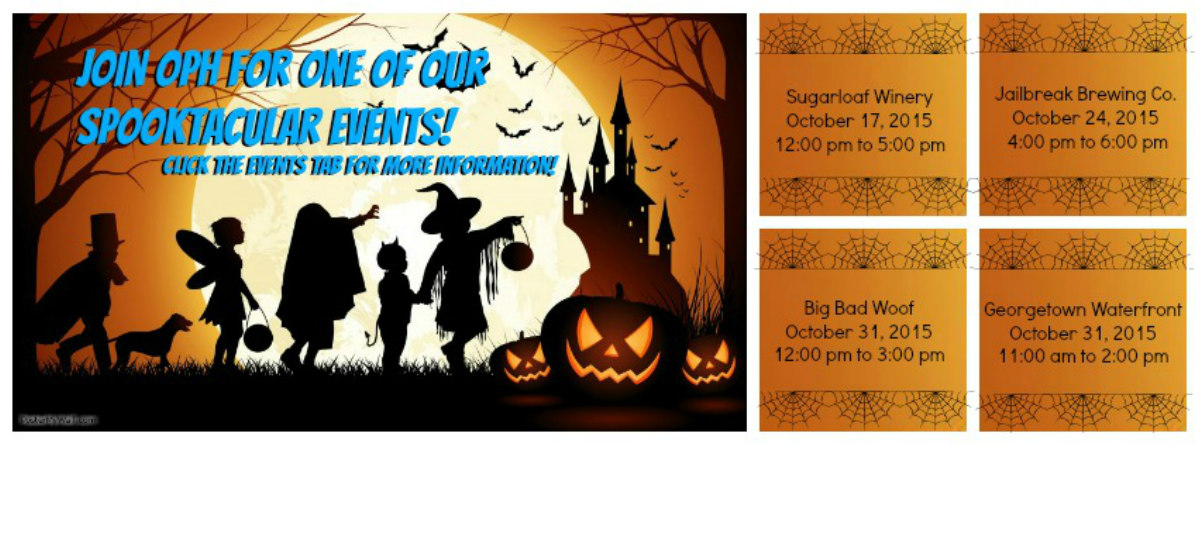 JOIN OPH FOR ONE OF OUR
SPOOKTACULAR EVENTS!
CLICK THE EVENTS TAB FOR MORE INFORMATION!
Sugarloaf Winery
October 17, 2015
12:00 pm to 5:00 pm
Jailbreak Brewing Co.
October 24, 2015
4:00 pm to 6:00 pm
Big Bad Woof
October 31, 2015
12:00 pm to 3:00 pm
Georgetown Waterfront
October 31, 2015
11:00 am to 2:00 pm